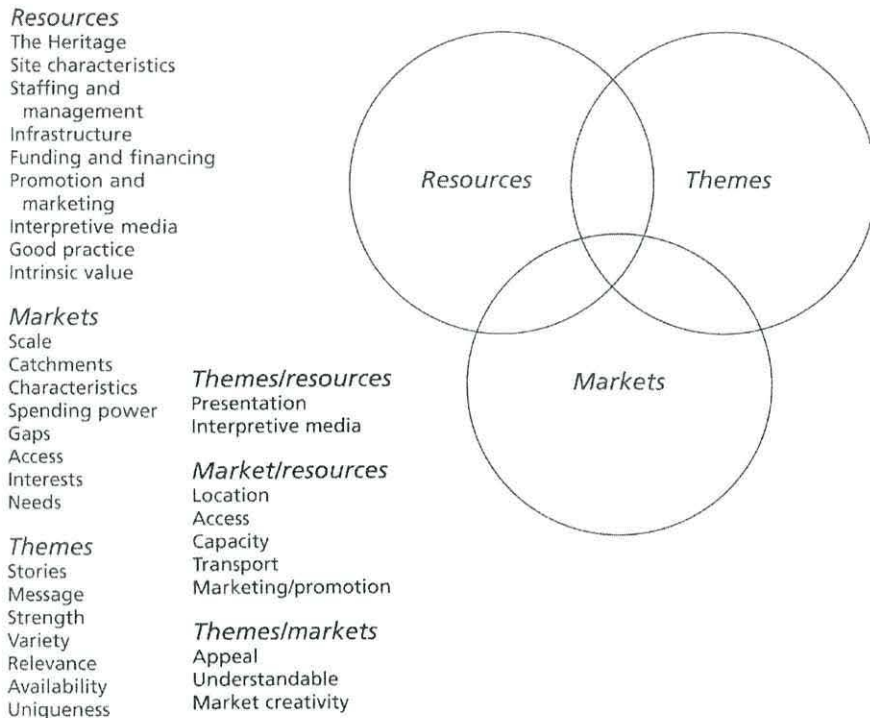 Resources
The Heritage
Site characteristics
Staffing and
management
Infrastructure
Funding and financing
Promotion and
marketing
Interpretive media
Good practice
Intrinsic value
Markets
Scale
Catchments
Characteristics
Spending power
Gaps
Access
Interests
Needs
Themes
Stories
Message
Strength
Variety
Relevance
Availability
Uniqueness
Themes/resources
Presentation
Interpretive media
Market/resources
Location
Access
Capacity
Transport
Marketing/promotion
Themes/markets
Appeal
Understandable
Market creativity
Resources
Themes
Markets